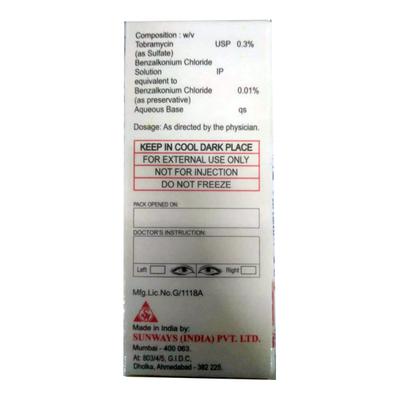 Composition : w/v
Tobramycin USP 0.3%
(as Sulfate)
Benzalkonium Chloride
Solution IP
equivalent to
Benzalkonium Chloride 0.01%
(as preservative)
Aqueous Base qs
Dosage: As directed by the physician.
KEEP IN COOL DARK PLACE
FOR EXTERNAL USE ONLY
NOT FOR INJECTION
DO NOT FREEZE
PACK OPENED ON:
DOCTOR'S INSTRUCTION:
Left Right
Mfg.Lic.No.G/1118A
Made in India by:
SUNWAYS (INDIA) PVT. LTD.
Mumbai - 400 063.
At: 803/4/5, G.I.D.C,
Dholka, Ahmedabad - 382 225.